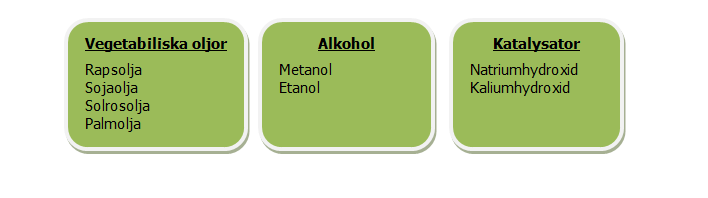 Vegetabiliska oljor
Rapsolja
Sojaolja
Solrosolja
Palmolja
Alkohol
Metanol
Etanol
Katalysator
Natriumhydroxid
Kaliumhydroxid